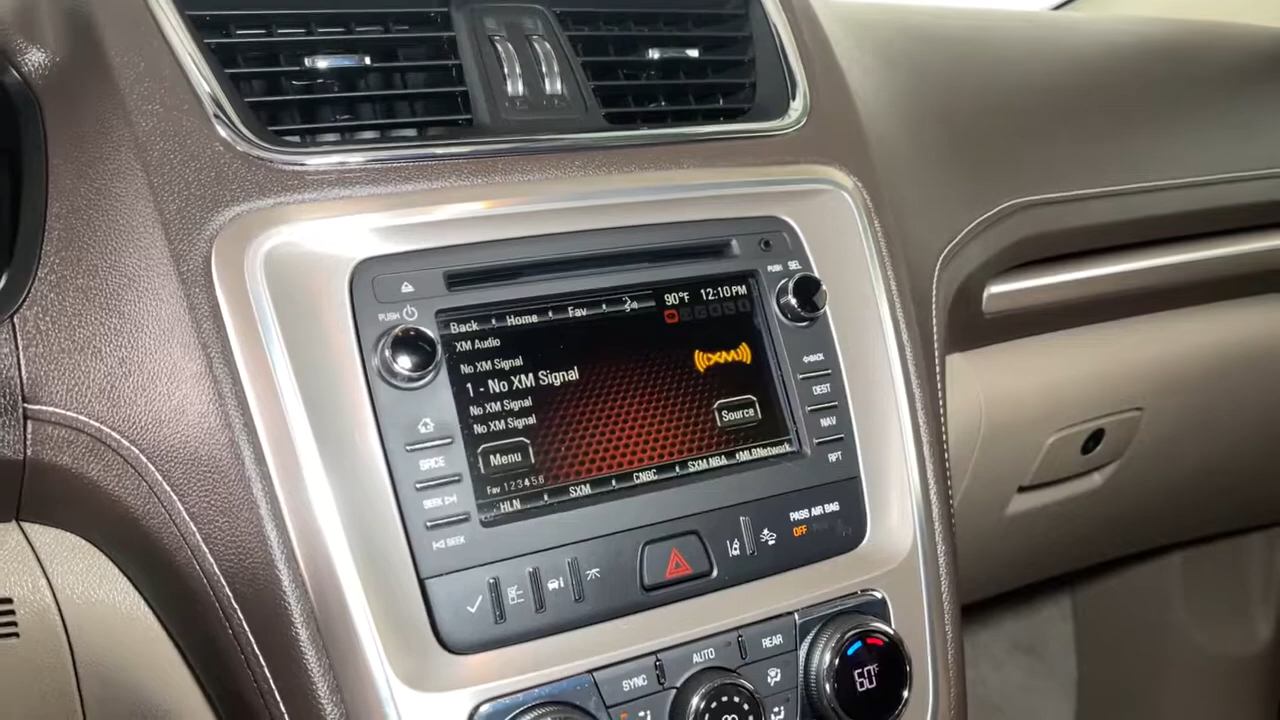 PUSH SEL
PUSH
Back Home Fav 90°F 12:10 PM
XM Audio
No XM Signal
((XM))
1 - No XM Signal
No XM Signal
No XM Signal
Source
Menu
Fav 1 2 3 4 5 6
HLN SXM CNBC SXM NBA MLBNetwork
BACK
DEST
NAV
RPT
SRCE
SEEK
SEEK
PASS AIR BAG
OFF
SYNC AUTO REAR
60°F